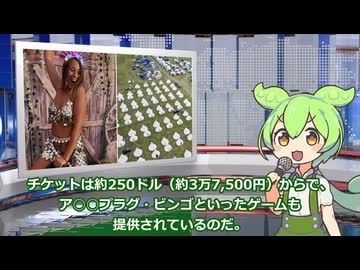 チケットは約250ドル（約3万7,500円）からで、
ア○○プラグ・ビンゴといったゲームも
提供されているのだ。